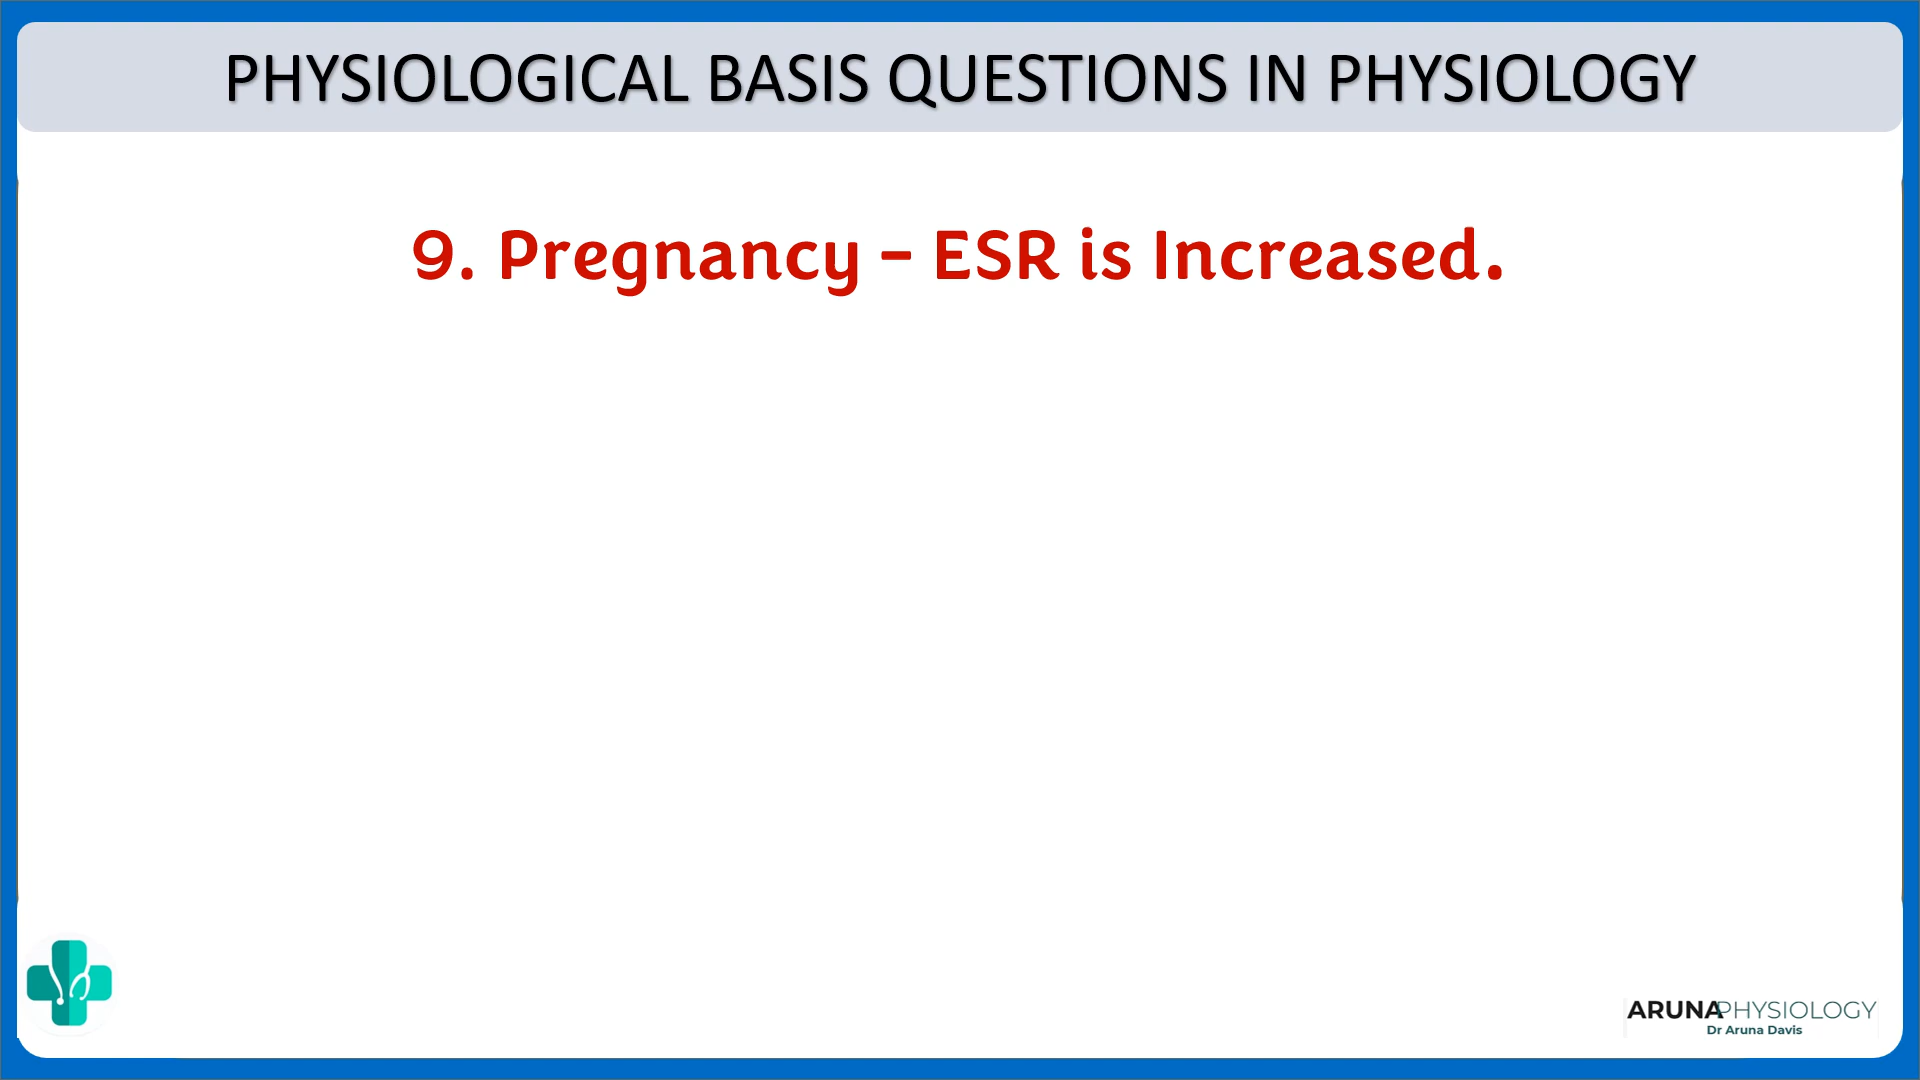 PHYSIOLOGICAL BASIS QUESTIONS IN PHYSIOLOGY
9. Pregnancy - ESR is Increased.
ARUNAPHYSIOLOGY
Dr Aruna Davis